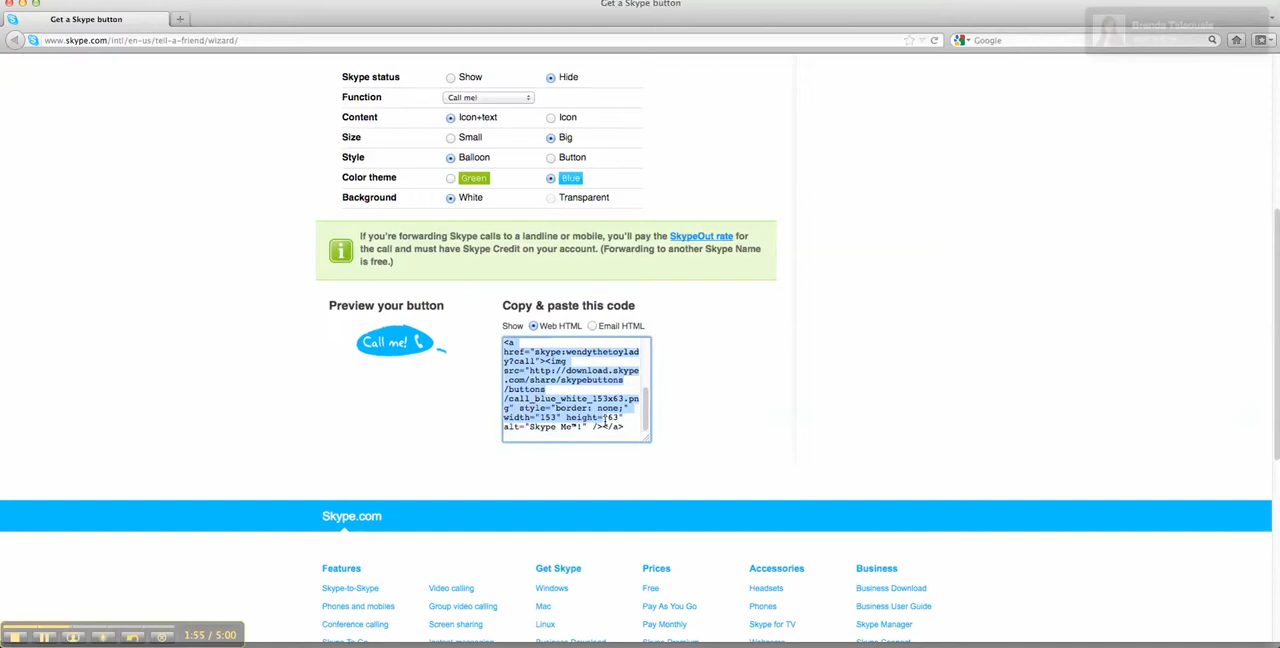 Get a Skype button
Get a Skype button
www.skype.com/intl/en-us/tell-a-friend/wizard/
Google
Skype status Show Hide
Function Call me!
Content Icon+text Icon
Size Small Big
Style Balloon Button
Color theme Green Blue
Background White Transparent
If you're forwarding Skype calls to a landline or mobile, you'll pay the SkypeOut rate for
the call and must have Skype Credit on your account. (Forwarding to another Skype Name
is free.)
Preview your button
Call me!
Copy & paste this code
Show Web HTML Email HTML
<a
href="skype:wendythetoylad
y?call"><img
src="http://download.skype
.com/share/skypebuttons
/buttons
/call_blue_white_153x63.pn
g" style="border: none;"
width="153" height="63"
alt="Skype Me™!" /></a>
Skype.com
Features Get Skype Prices Accessories Business
Skype-to-Skype Video calling Windows Free Headsets Business Download
Phones and mobiles Group video calling Mac Pay As You Go Phones Business User Guide
Conference calling Screen sharing Linux Pay Monthly Skype for TV Skype Manager
1:55 / 5:00